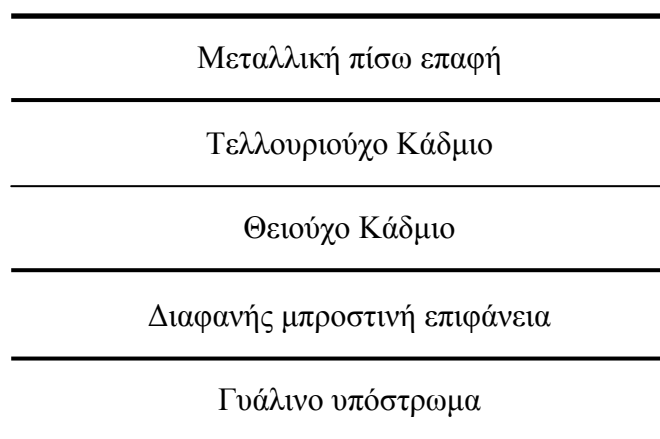 Μεταλλική πίσω επαφή
Τελλουριούχο Κάδμιο
Θειούχο Κάδμιο
Διαφανής μπροστινή επιφάνεια
Γυάλινο υπόστρωμα